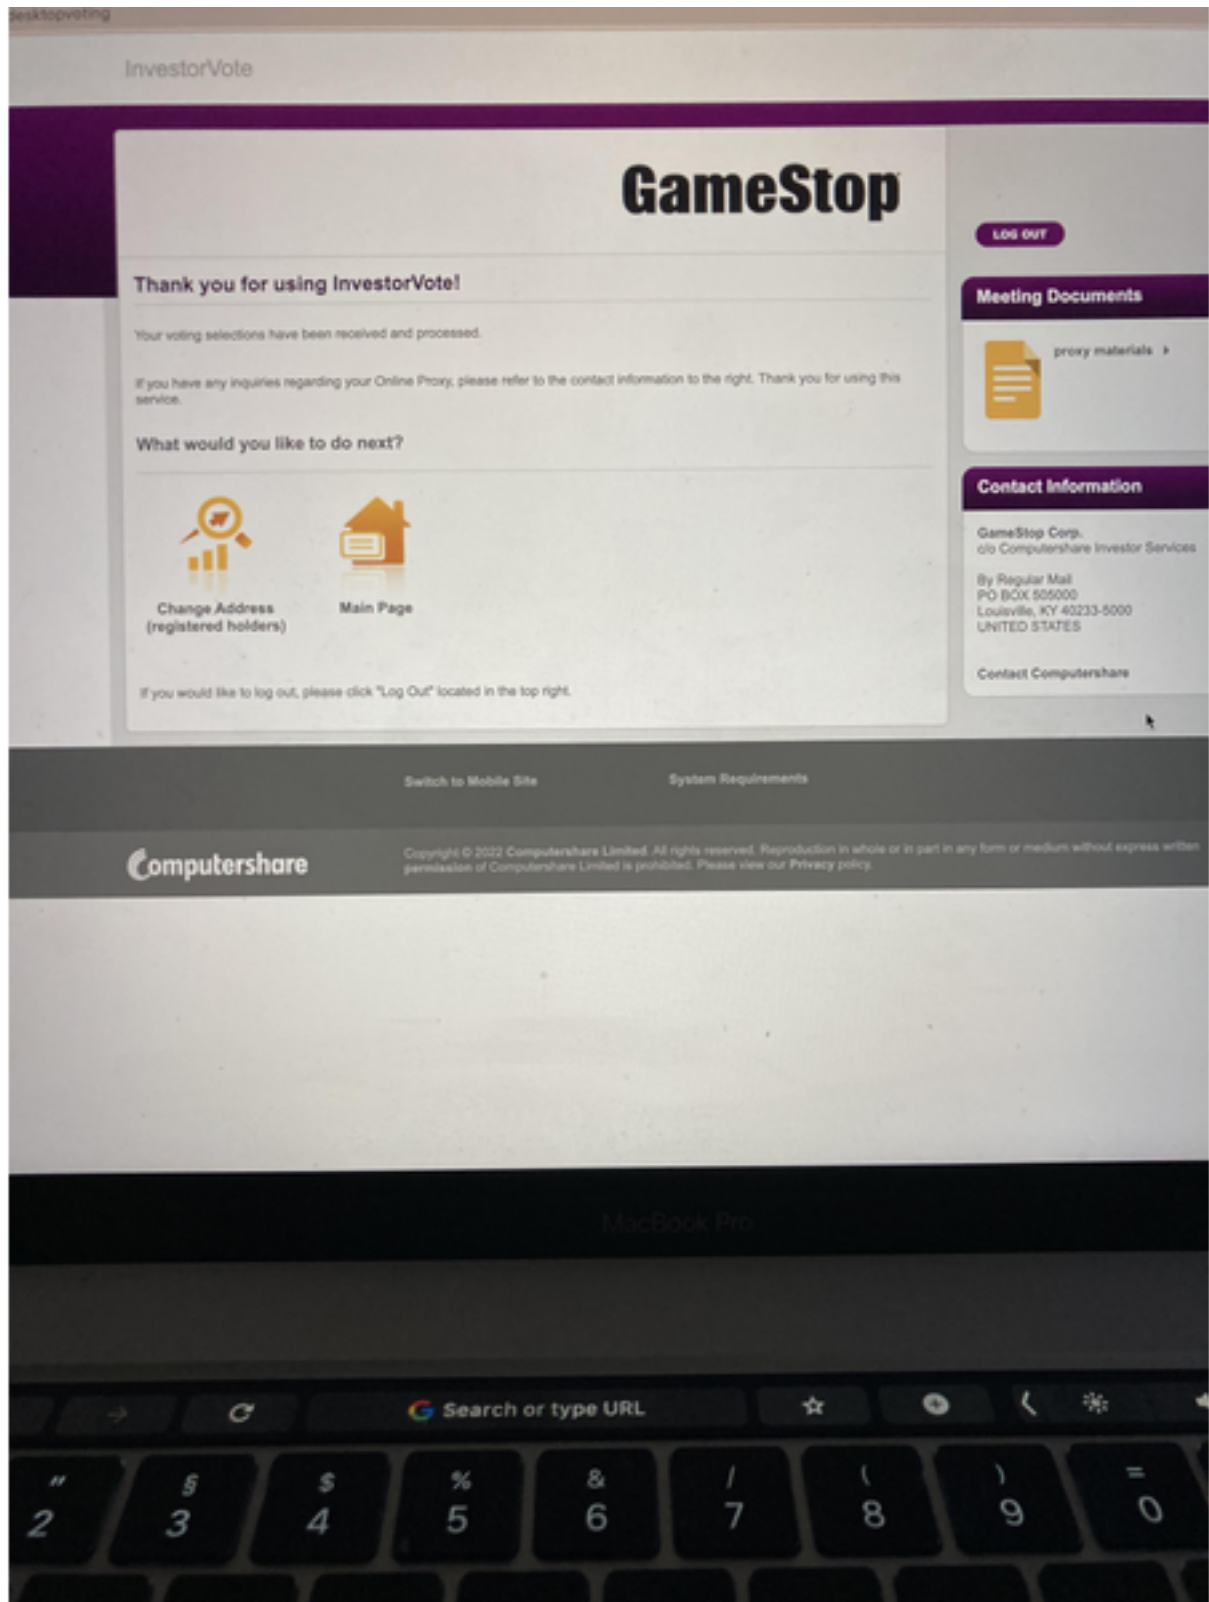 desktopvoting
InvestorVote
GameStop
LOG OUT
Thank you for using InvestorVote!
Your voting selections have been received and processed.
If you have any inquiries regarding your Online Proxy, please refer to the contact information to the right. Thank you for using this
service.
What would you like to do next?
Change Address
(registered holders)
Main Page
If you would like to log out, please click "Log Out" located in the top right.
Meeting Documents
proxy materials
Contact Information
GameStop Corp.
c/o Computershare Investor Services
By Regular Mail
PO BOX 505000
Louisville, KY 40233-5000
UNITED STATES
Contact Computershare
Switch to Mobile Site
System Requirements
Computershare
Copyright © 2022 Computershare Limited. All rights reserved. Reproduction in whole or in part in any form or medium without express written
permission of Computershare Limited is prohibited. Please view our Privacy policy.
MacBook Pro
Search or type URL
" § $ % & / ( ) =
2 3 4 5 6 7 8 9 0